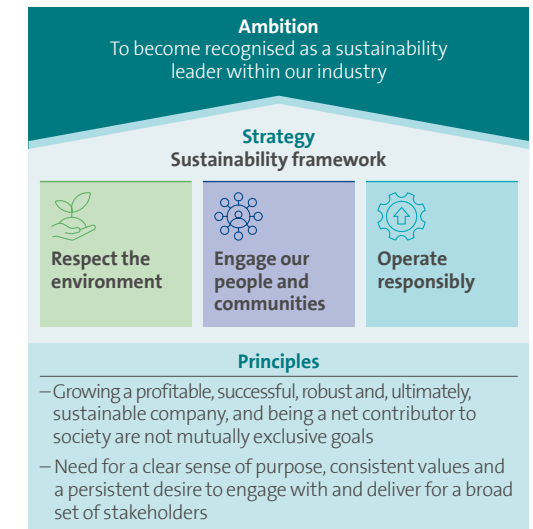 Ambition
To become recognised as a sustainability
leader within our industry
Strategy
Sustainability framework
Respect the
environment
Engage our
people and
communities
Operate
responsibly
Principles
– Growing a profitable, successful, robust and, ultimately,
sustainable company, and being a net contributor to
society are not mutually exclusive goals
– Need for a clear sense of purpose, consistent values and
a persistent desire to engage with and deliver for a broad
set of stakeholders